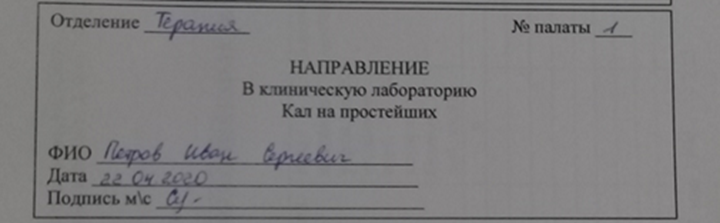 Отделение Терапия № палаты 1
НАПРАВЛЕНИЕ
В клиническую лабораторию
Кал на простейших
ФИО Петров Иван Сергеевич
Дата 22 04 2020
Подпись м\с